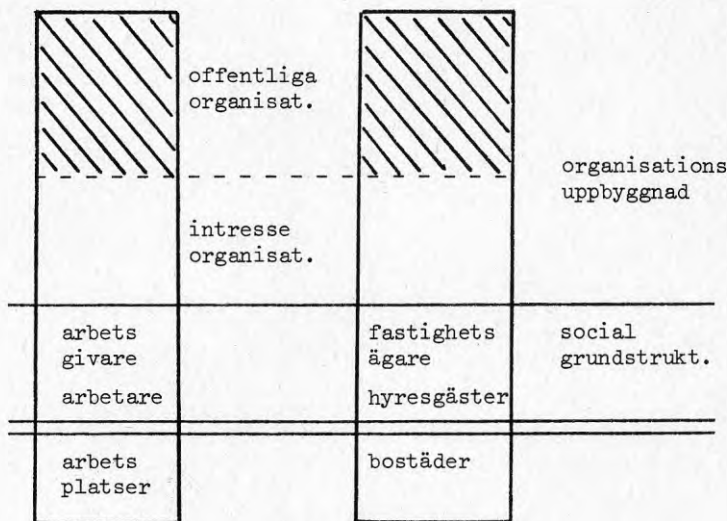 offentliga
organisat.
organisations
uppbyggnad
intresse
organisat.
arbets
givare
arbetare
fastighets
ägare
hyresgäster
social
grundstrukt.
arbets
platser
bostäder